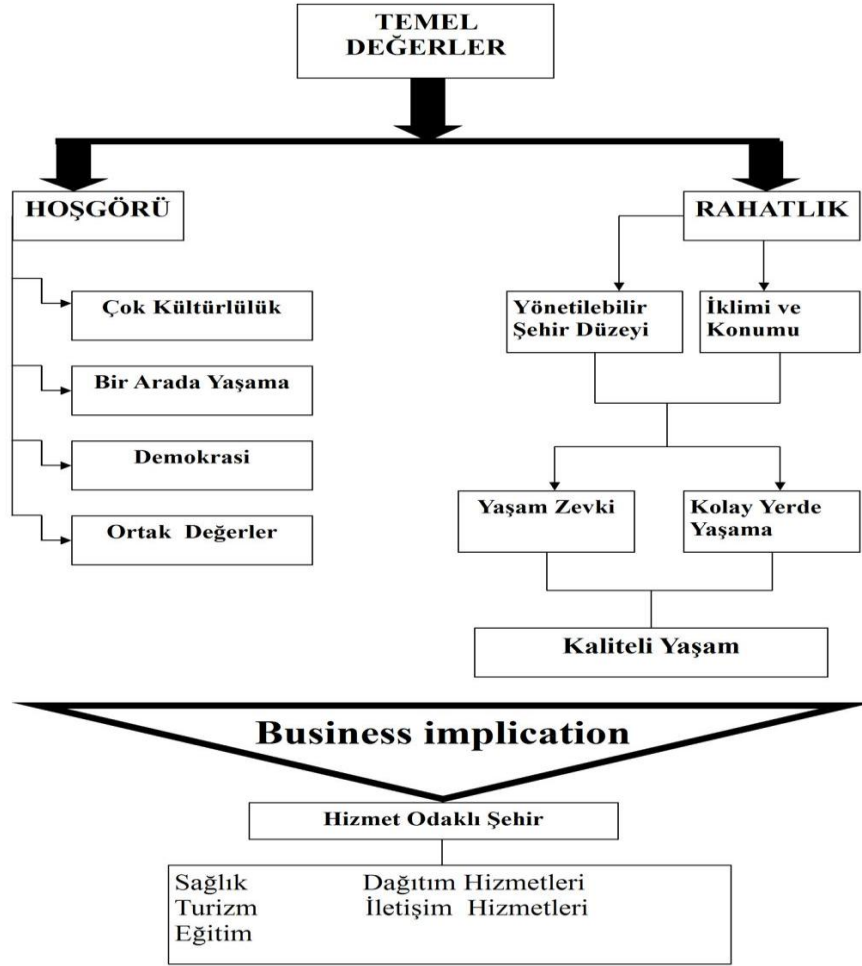 TEMEL
DEĞERLER
HOŞGÖRÜ
RAHATLIK
Çok Kültürlülük
Bir Arada Yaşama
Demokrasi
Ortak Değerler
Yönetilebilir
Şehir Düzeyi
İklimi ve
Konumu
Yaşam Zevki
Kolay Yerde
Yaşama
Kaliteli Yaşam
Business implication
Hizmet Odaklı Şehir
Sağlık Dağıtım Hizmetleri
Turizm İletişim Hizmetleri
Eğitim